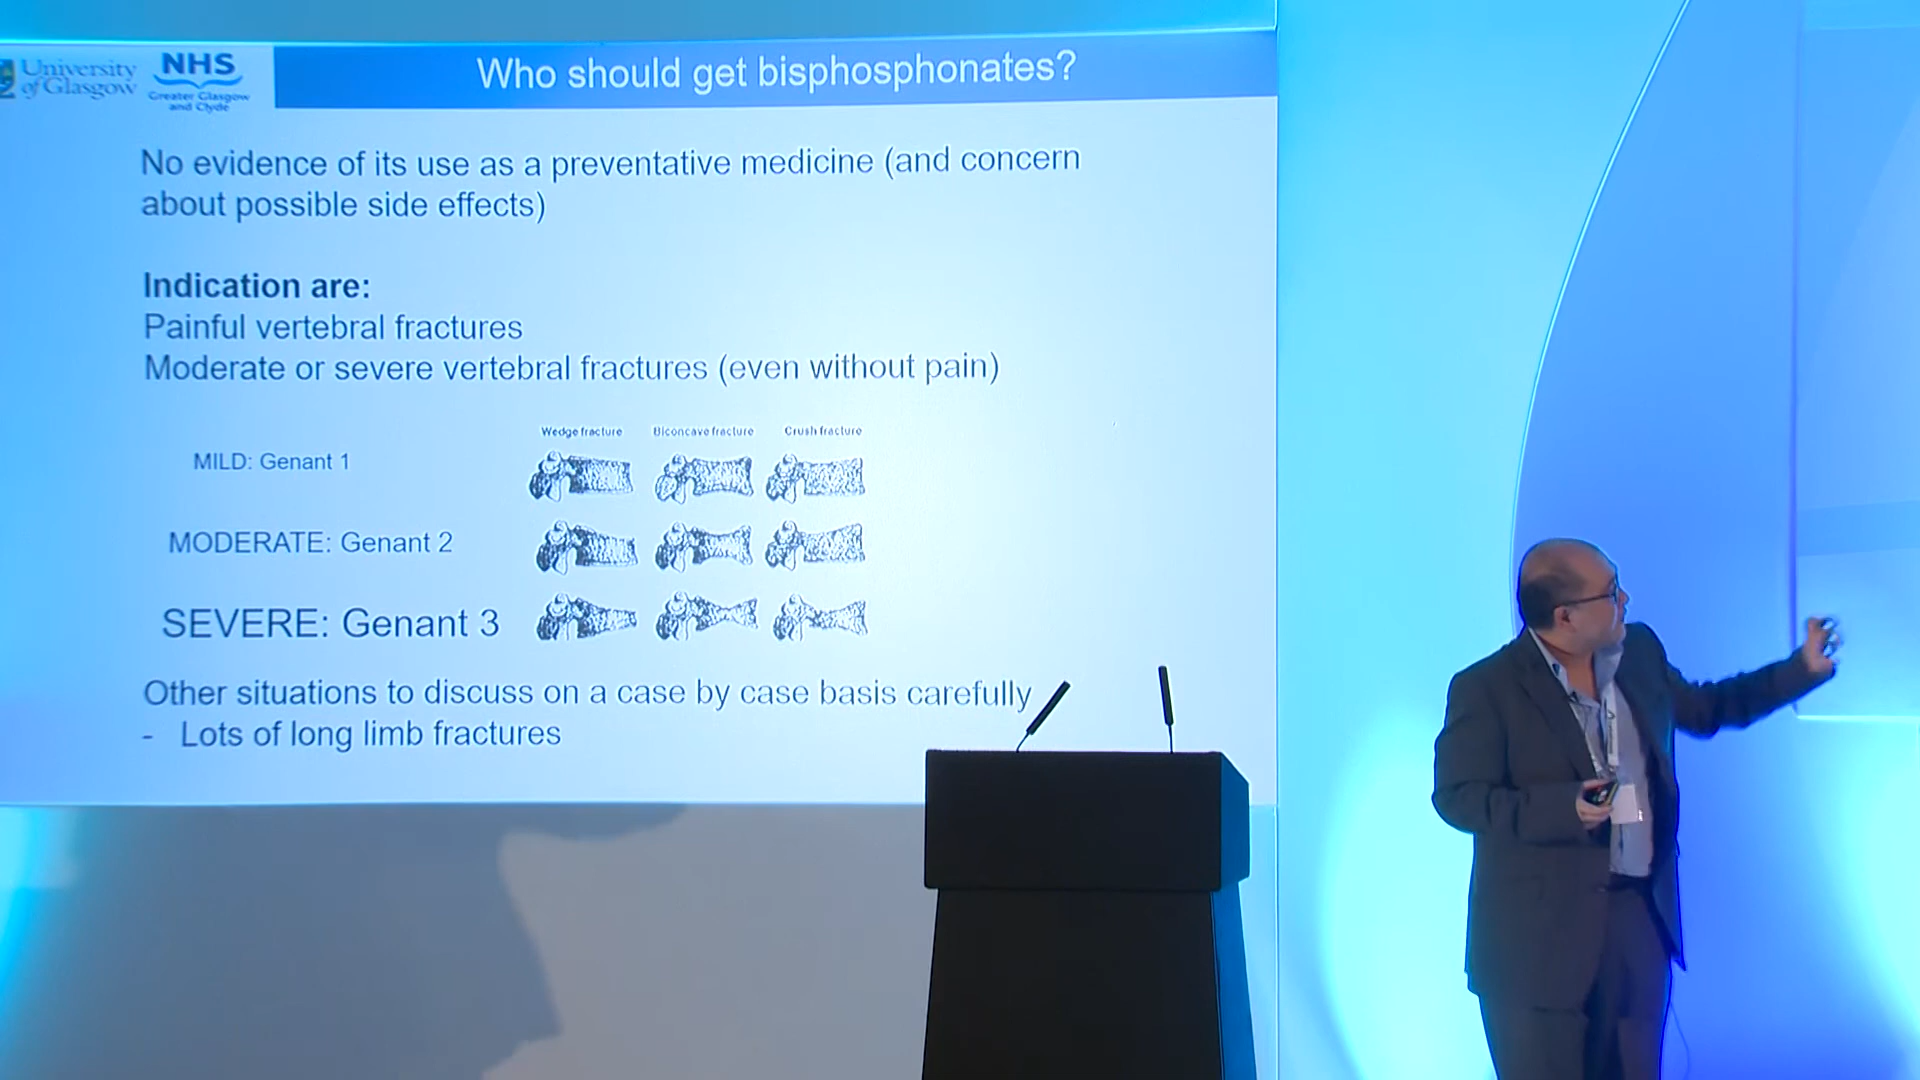 University
of Glasgow
NHS
Greater Glasgow
and Clyde
Who should get bisphosphonates?
No evidence of its use as a preventative medicine (and concern
about possible side effects)
Indication are:
Painful vertebral fractures
Moderate or severe vertebral fractures (even without pain)
Wedge fracture Biconcave fracture Crush fracture
MILD: Genant 1
MODERATE: Genant 2
SEVERE: Genant 3
Other situations to discuss on a case by case basis carefully
- Lots of long limb fractures